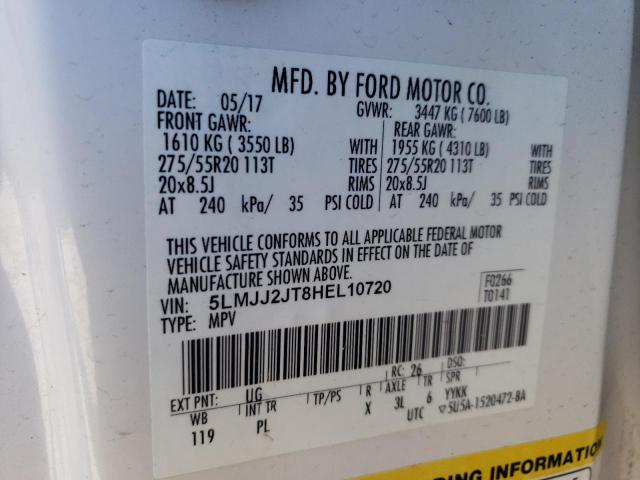 MFD. BY FORD MOTOR CO.
DATE: 05/17 GVWR: 3447 KG ( 7600 LB)
FRONT GAWR: REAR GAWR:
1610 KG ( 3550 LB) WITH 1955 KG ( 4310 LB) WITH
275/55R20 113T TIRES 275/55R20 113T TIRES
20x8.5J RIMS 20x8.5J RIMS
AT 240 kPa/ 35 PSI COLD AT 240 kPa/ 35 PSI COLD
THIS VEHICLE CONFORMS TO ALL APPLICABLE FEDERAL MOTOR
VEHICLE SAFETY STANDARDS IN EFFECT ON THE DATE OF
MANUFACTURE SHOWN ABOVE.
VIN: 5LMJJ2JT8HEL10720 F0266
TYPE: MPV T0141
EXT PNT: UG RC: 26 DSO:
WB INT TR TP/PS R AXLE TR SPR
119 PL X 3L 6 YYKK
UTC ▽5U5A-1520472-BA
DING INFORMATION